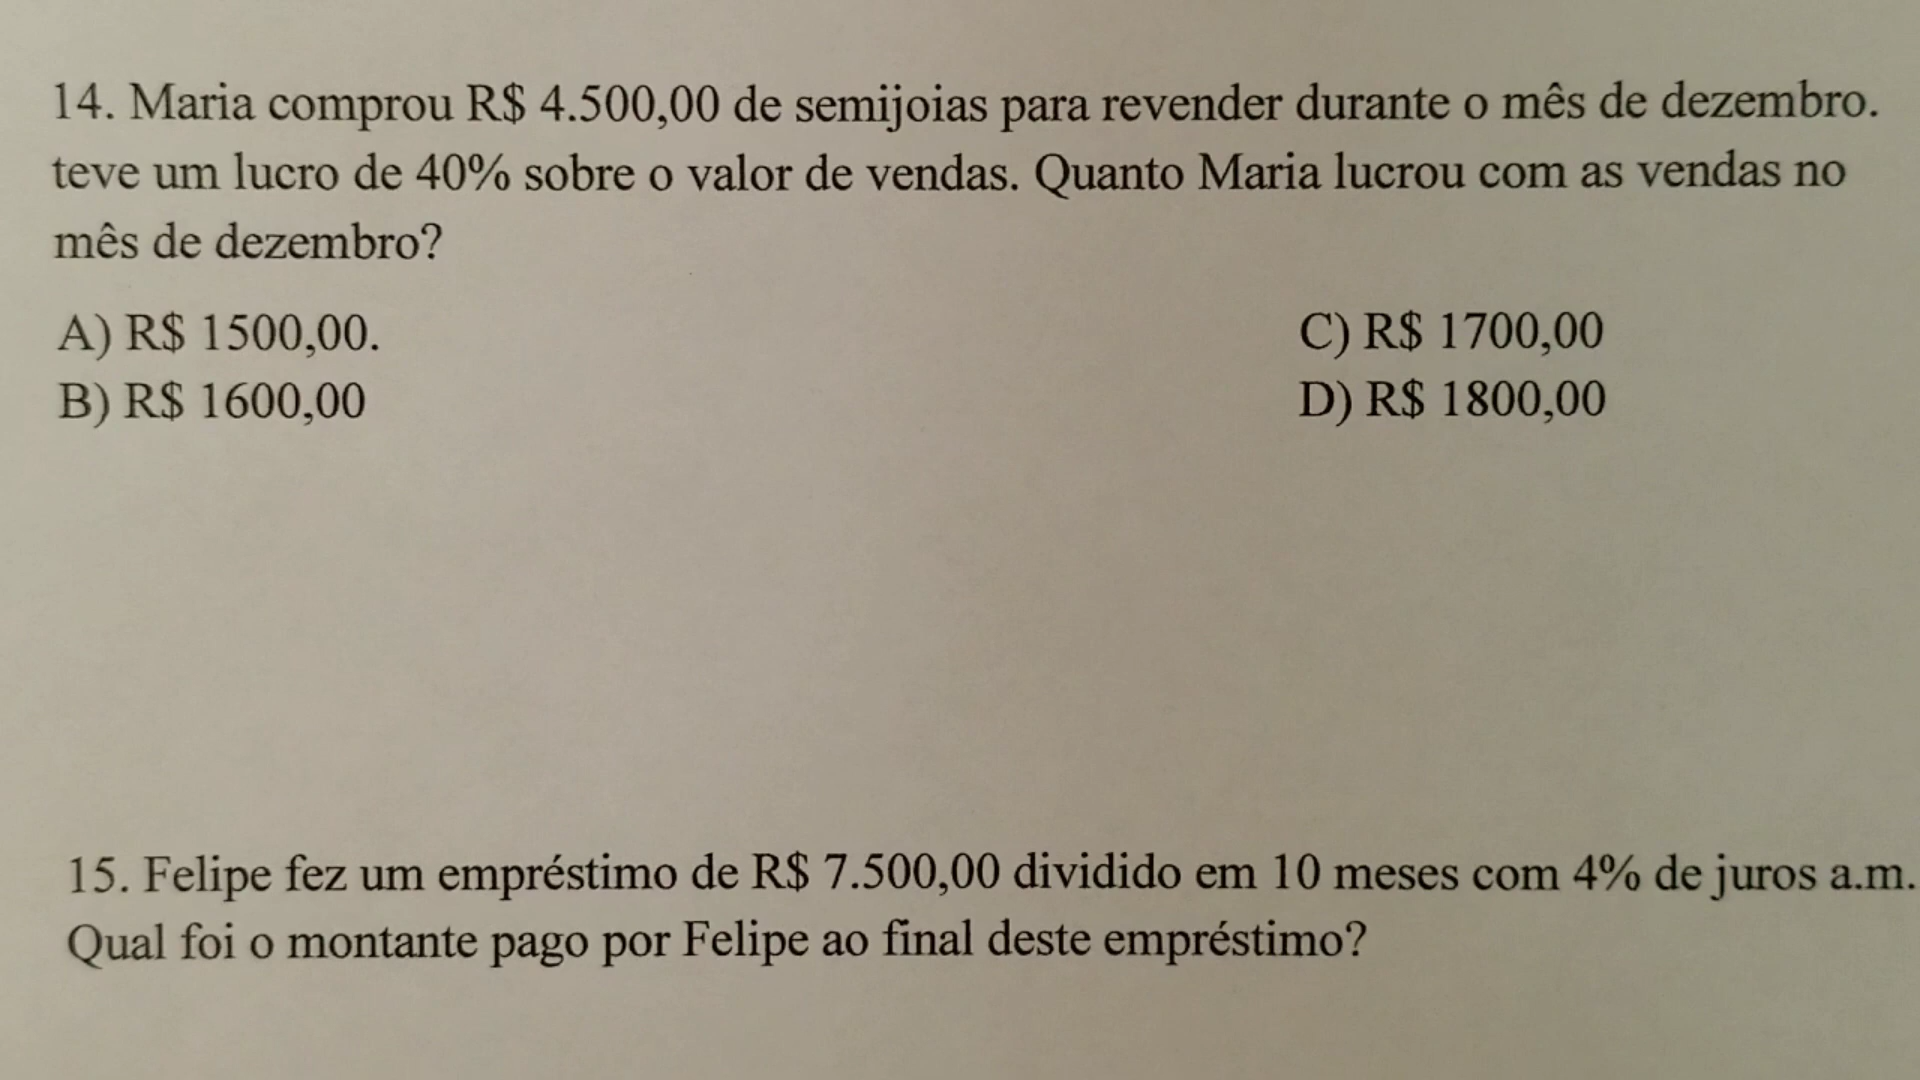 14. Maria comprou R$ 4.500,00 de semijoias para revender durante o mês de dezembro.
teve um lucro de 40% sobre o valor de vendas. Quanto Maria lucrou com as vendas no
mês de dezembro?
A) R$ 1500,00.
B) R$ 1600,00
C) R$ 1700,00
D) R$ 1800,00
15. Felipe fez um empréstimo de R$ 7.500,00 dividido em 10 meses com 4% de juros a.m.
Qual foi o montante pago por Felipe ao final deste empréstimo?